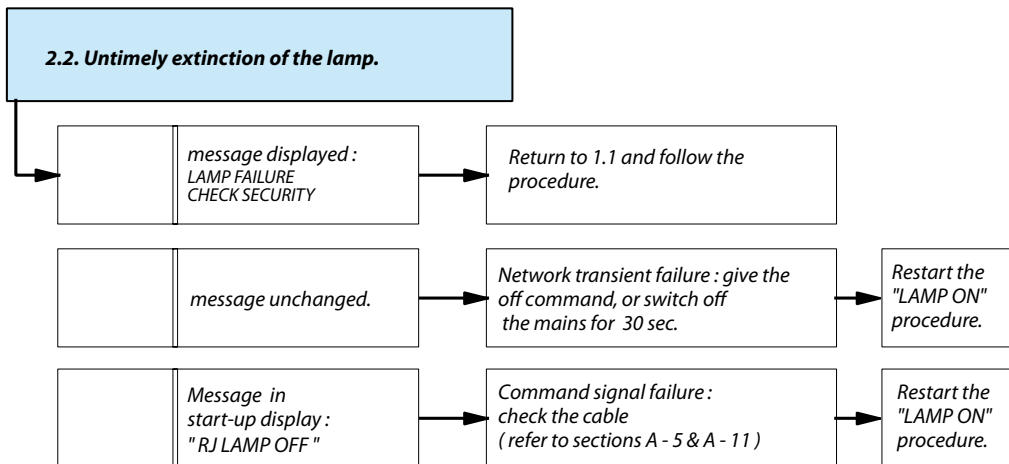 2.2. Untimely extinction of the lamp.
message displayed :
LAMP FAILURE
CHECK SECURITY
Return to 1.1 and follow the
procedure.
message unchanged.
Network transient failure : give the
off command, or switch off
the mains for 30 sec.
Restart the
"LAMP ON"
procedure.
Message in
start-up display :
" RJ LAMP OFF "
Command signal failure :
check the cable
( refer to sections A - 5 & A - 11 )
Restart the
"LAMP ON"
procedure.